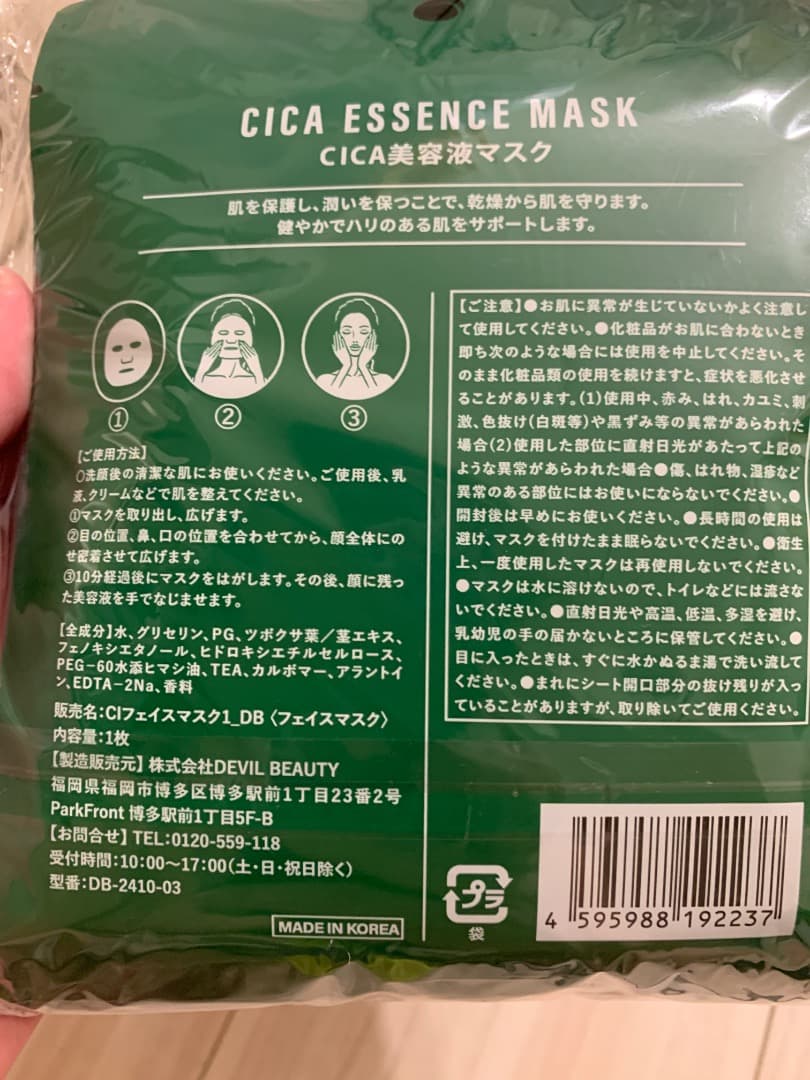 CICA ESSENCE MASK
CICA美容液マスク
肌を保護し、潤いを保つことで、乾燥から肌を守ります。
健やかでハリのある肌をサポートします。
① ② ③
【ご使用方法】
○洗顔後の清潔な肌にお使いください。ご使用後、乳
液、クリームなどで肌を整えてください。
①マスクを取り出し、広げます。
②目の位置、鼻、口の位置を合わせてから、顔全体にの
せ密着させて広げます。
③10分経過後にマスクをはがします。その後、顔に残っ
た美容液を手でなじませます。
【全成分】水、グリセリン、PG、ツボクサ葉／茎エキス、
フェノキシエタノール、ヒドロキシエチルセルロース、
PEG-60水添ヒマシ油、TEA、カルボマー、アラントイ
ン、EDTA-2Na、香料
販売名：CIフェイスマスク1_DB〈フェイスマスク〉
内容量：1枚
【製造販売元】株式会社DEVIL BEAUTY
福岡県福岡市博多区博多駅前1丁目23番2号
ParkFront 博多駅前1丁目5F-B
【お問合せ】TEL：0120-559-118
受付時間：10：00～17：00（土・日・祝日除く）
型番：DB-2410-03
MADE IN KOREA
【ご注意】●お肌に異常が生じていないかよく注意し
て使用してください。●化粧品がお肌に合わないとき
即ち次のような場合には使用を中止してください。そ
のまま化粧品類の使用を続けますと、症状を悪化させ
ることがあります。(1)使用中、赤み、はれ、カユミ、刺
激、色抜け(白斑等)や黒ずみ等の異常があらわれた
場合(2)使用した部位に直射日光があたって上記の
ような異常があらわれた場合●傷、はれ物、湿疹など
異常のある部位にはお使いにならないでください。●
開封後は早めにお使いください。●長時間の使用は
避け、マスクを付けたまま眠らないでください。●衛生
上、一度使用したマスクは再使用しないでください。
●マスクは水に溶けないので、トイレなどには流さな
いでください。●直射日光や高温、低温、多湿を避け、
乳幼児の手の届かないところに保管してください。●
目に入ったときは、すぐに水かぬるま湯で洗い流して
ください。●まれにシート開口部分の抜け残りが入っ
ていることがありますが、取り除いてご使用ください。
プラ
袋
4 595988 192237